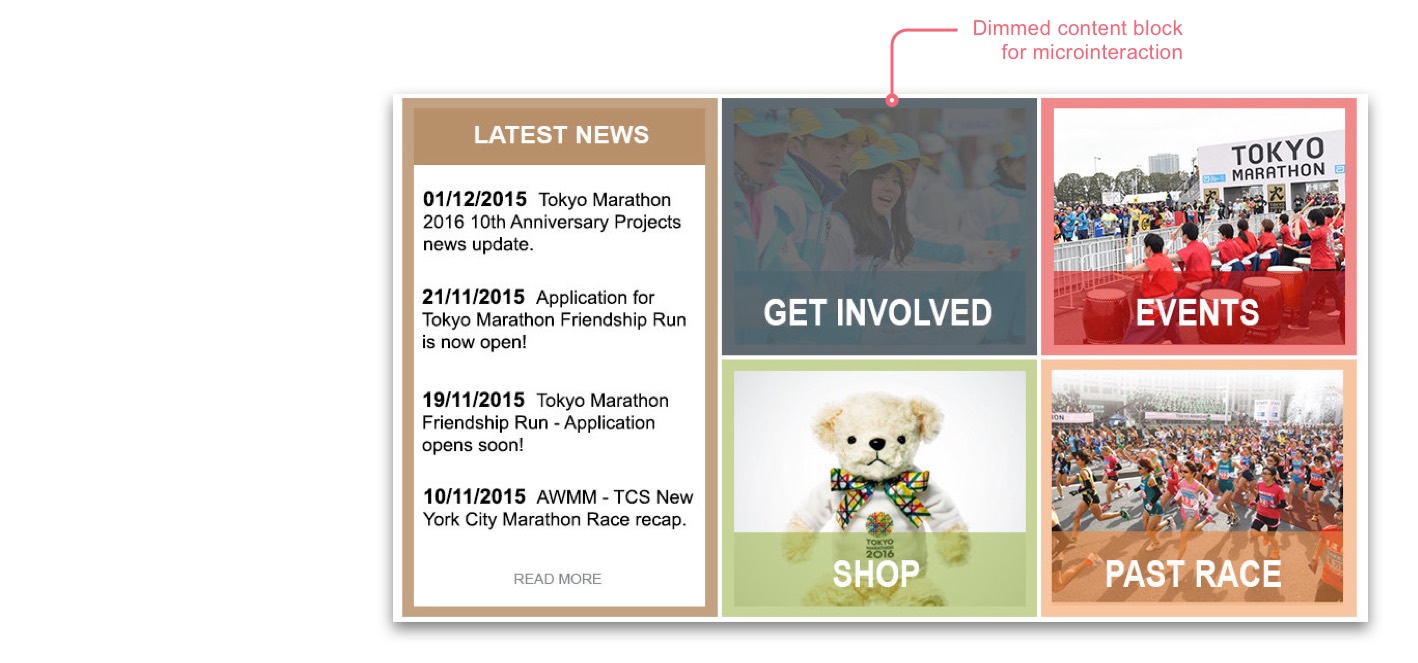 Dimmed content block
for microinteraction
LATEST NEWS
01/12/2015 Tokyo Marathon
2016 10th Anniversary Projects
news update.
21/11/2015 Application for
Tokyo Marathon Friendship Run
is now open!
19/11/2015 Tokyo Marathon
Friendship Run - Application
opens soon!
10/11/2015 AWMM - TCS New
York City Marathon Race recap.
READ MORE
GET INVOLVED
TOKYO
MARATHON
EVENTS
TOKYO
MARATHON
2016
SHOP
PAST RACE